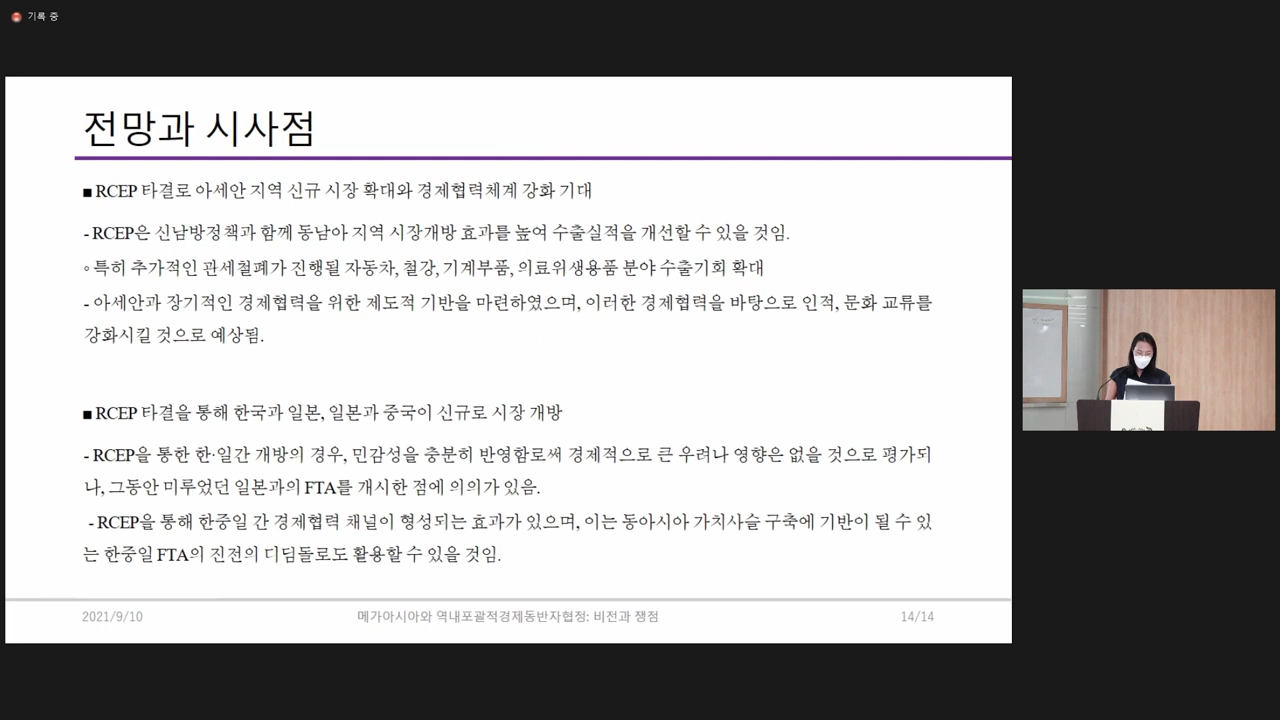 기록 중
전망과 시사점
■ RCEP 타결로 아세안 지역 신규 시장 확대와 경제협력체계 강화 기대
- RCEP은 신남방정책과 함께 동남아 지역 시장개방 효과를 높여 수출실적을 개선할 수 있을 것임.
◦ 특히 추가적인 관세철폐가 진행될 자동차, 철강, 기계부품, 의료위생용품 분야 수출기회 확대
- 아세안과 장기적인 경제협력을 위한 제도적 기반을 마련하였으며, 이러한 경제협력을 바탕으로 인적, 문화 교류를
강화시킬 것으로 예상됨.
■ RCEP 타결을 통해 한국과 일본, 일본과 중국이 신규로 시장 개방
- RCEP을 통한 한·일간 개방의 경우, 민감성을 충분히 반영함으로써 경제적으로 큰 우려나 영향은 없을 것으로 평가되
나, 그동안 미루었던 일본과의 FTA를 개시한 점에 의의가 있음.
- RCEP을 통해 한중일 간 경제협력 채널이 형성되는 효과가 있으며, 이는 동아시아 가치사슬 구축에 기반이 될 수 있
는 한중일 FTA의 진전의 디딤돌로도 활용할 수 있을 것임.
2021/9/10
메가아시아와 역내포괄적경제동반자협정: 비전과 쟁점
14/14